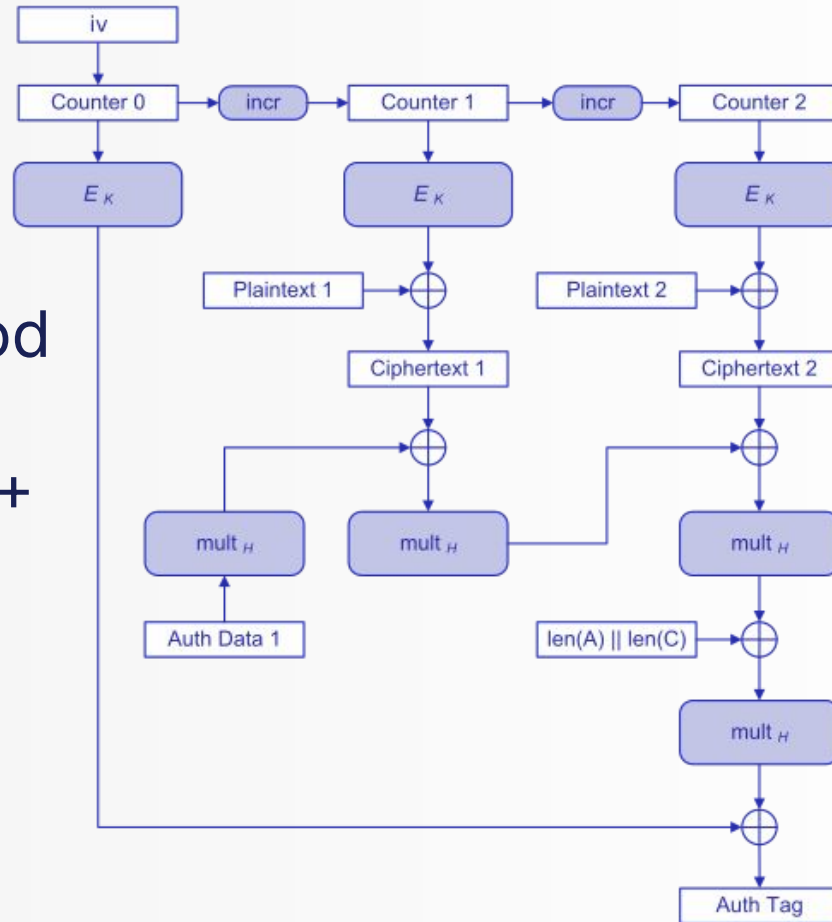 iv
Counter 0
incr
Counter 1
incr
Counter 2
E K
E K
E K
Plaintext 1
Plaintext 2
od
Ciphertext 1
Ciphertext 2
+
mult H
mult H
mult H
Auth Data 1
len(A) || len(C)
mult H
Auth Tag